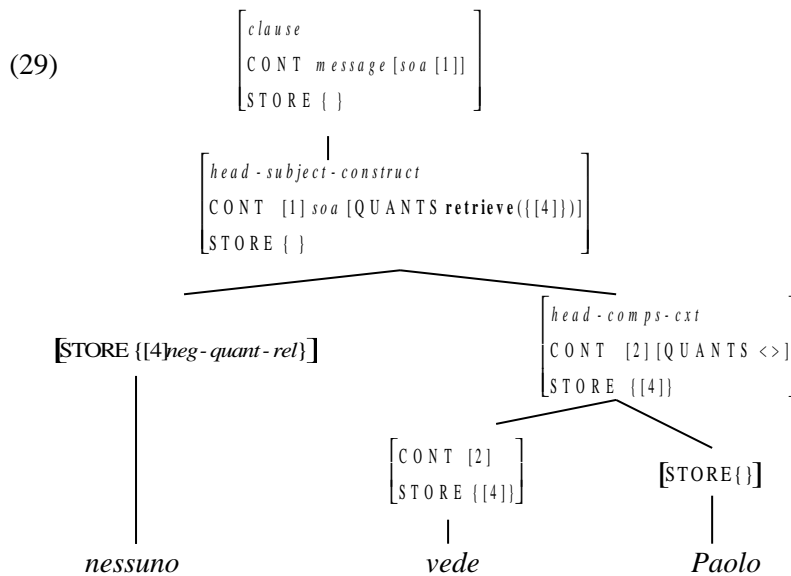 (29)
clause
CONT message [soa [1]]
STORE { }
head-subject-construct
CONT [1] soa [QUANTS retrieve({[4]})]
STORE { }
[STORE {[4]neg-quant-rel}]
head-comps-cxt
CONT [2] [QUANTS < >]
STORE {[4]}
CONT [2]
STORE {[4]}
[STORE{ }]
nessuno vede Paolo